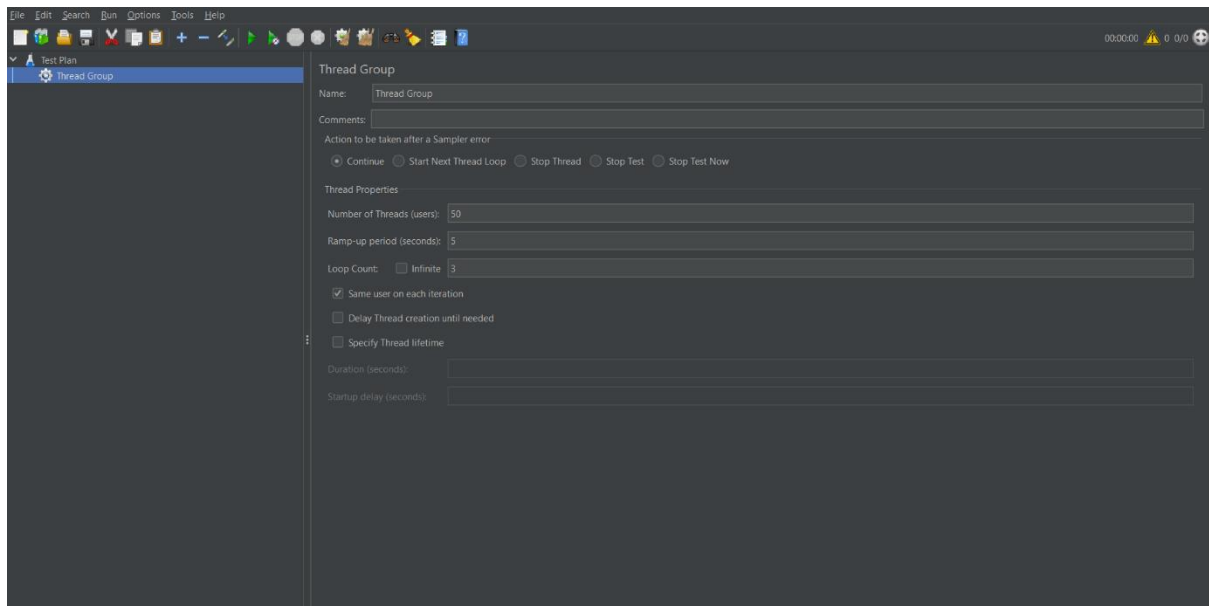 File Edit Search Run Options Tools Help
00:00:00 0 0/0
Test Plan
Thread Group
Thread Group
Name: Thread Group
Comments:
Action to be taken after a Sampler error
Continue Start Next Thread Loop Stop Thread Stop Test Stop Test Now
Thread Properties
Number of Threads (users): 50
Ramp-up period (seconds): 5
Loop Count: Infinite 3
Same user on each iteration
Delay Thread creation until needed
Specify Thread lifetime
Duration (seconds):
Startup delay (seconds):